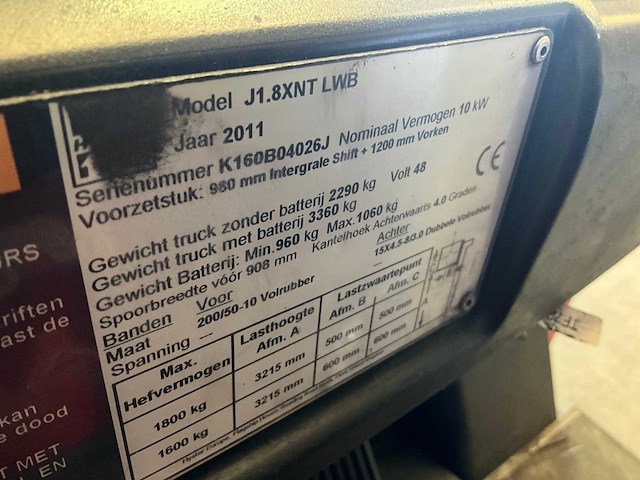 Model J1.8XNT LWB
Jaar 2011
Serienummer K160B04026J Nominaal Vermogen 10 kW
Voorzetstuk: 980 mm Intergrale Shift + 1200 mm Vorken
Gewicht truck zonder batterij 2290 kg Volt 48
Gewicht truck met batterij 3360 kg
Gewicht Batterij: Min.960 kg Max.1060 kg
Spoorbreedte vóór 908 mm Kantelhoek Achterwaarts 4.0 Graden
Banden Voor Achter
Maat 200/50-10 Volrubber 15X4.5-8/3.0 Dubbele Volrubber
Spanning --- ---
Max. Hefvermogen Lasthoogte Afm. A Lastzwaartepunt Afm. B Afm. C
1800 kg 3215 mm 500 mm 500 mm
1600 kg 3215 mm 600 mm 600 mm
CE
URS
riften
ast de
kan
e dood
T MET
EN